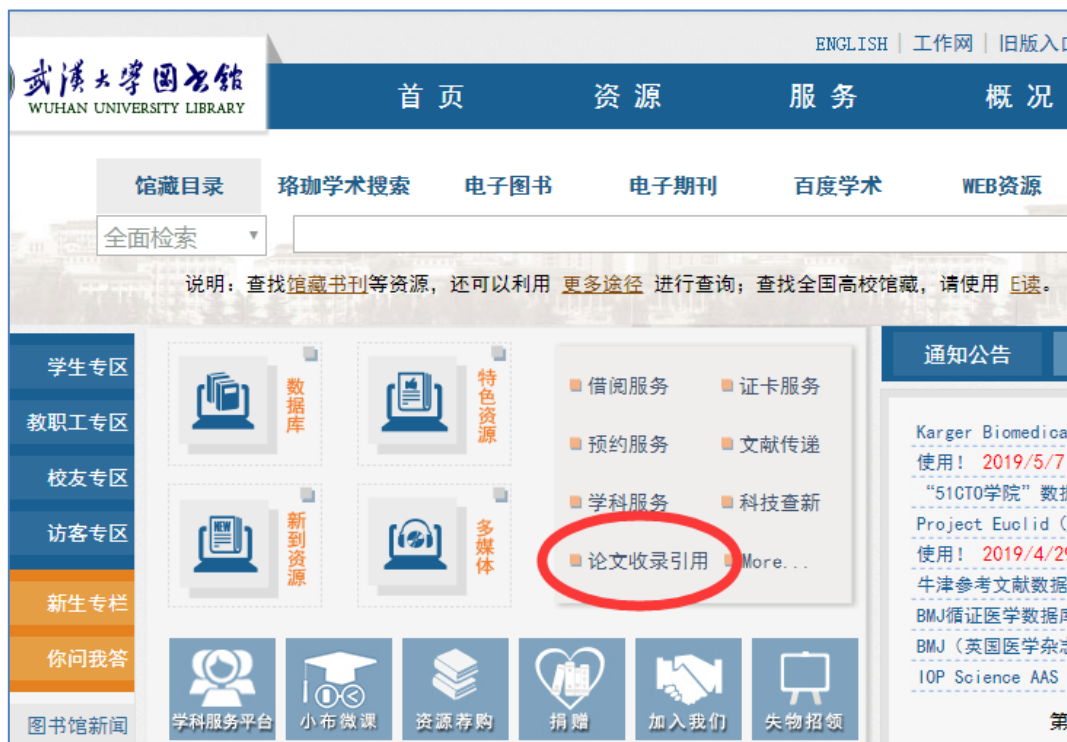 ENGLISH | 工作网 | 旧版入口
武漢大学図书館
WUHAN UNIVERSITY LIBRARY
首页 资源 服务 概况
馆藏目录 珞珈学术搜索 电子图书 电子期刊 百度学术 WEB资源
全面检索
说明：查找馆藏书刊等资源，还可以利用 更多途径 进行查询；查找全国高校馆藏，请使用 E读。
学生专区
教职工专区
校友专区
访客专区
新生专栏
你问我答
图书馆新闻
数据库
特色资源
NEW
新到资源
多媒体
借阅服务 证卡服务
预约服务 文献传递
学科服务 科技查新
论文收录引用 More...
通知公告
Karger Biomedica
使用！ 2019/5/7
“51CTO学院”数据
Project Euclid (
使用！ 2019/4/29
牛津参考文献数据
BMJ循证医学数据库
BMJ（英国医学杂志
IOP Science AAS
第
学科服务平台
小布微课
资源荐购
捐赠
加入我们
失物招领